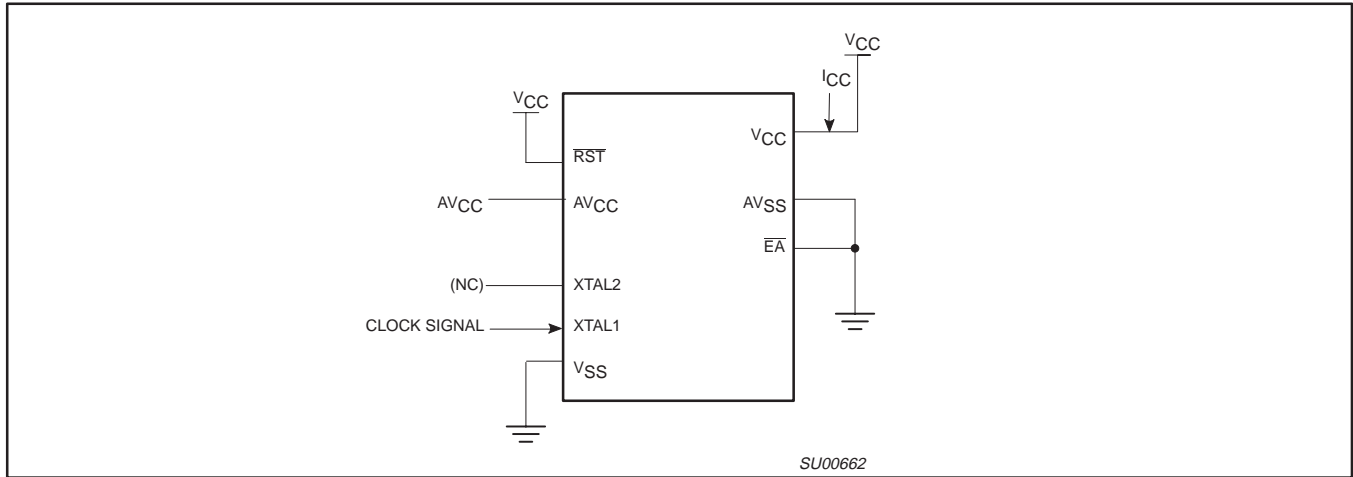 VCC
ICC
VCC
VCC
RST
AVCC
AVCC
AVSS
EA
(NC)
XTAL2
CLOCK SIGNAL
XTAL1
VSS
SU00662